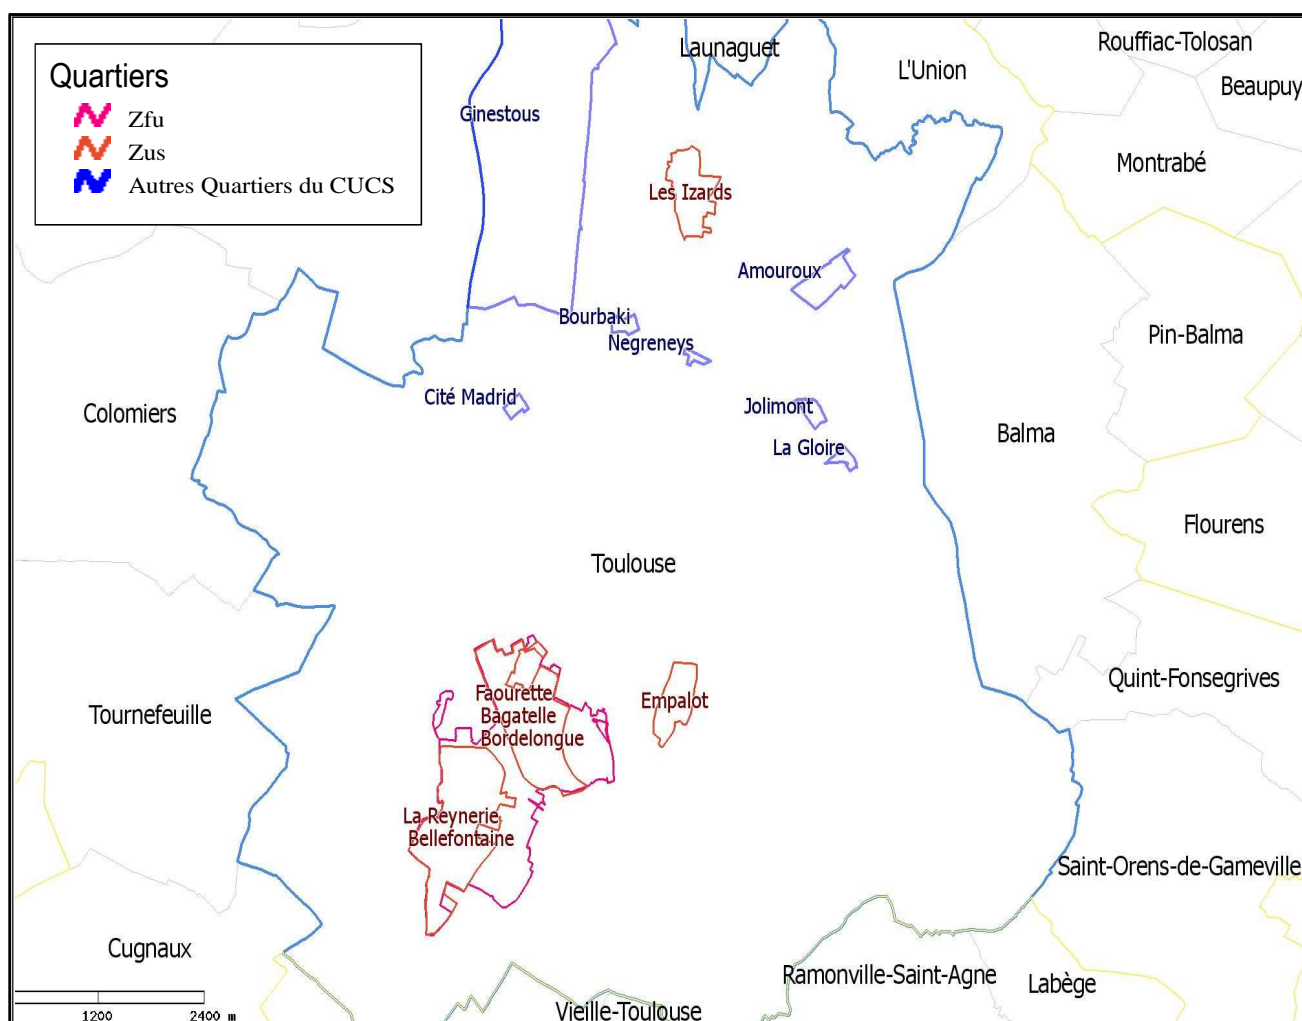 Launaguet
Rouffiac-Tolosan
L'Union
Beaupuy
Quartiers
Zfu
Zus
Autres Quartiers du CUCS
Ginestous
Montrabé
Les Izards
Amouroux
Bourbaki
Negreneys
Pin-Balma
Cité Madrid
Jolimont
Colomiers
Balma
La Gloire
Flourens
Toulouse
Quint-Fonsegrives
Faourette
Bagatelle
Bordelongue
Empalot
Tournefeuille
La Reynerie
Bellefontaine
Saint-Orens-de-Gameville
Cugnaux
Ramonville-Saint-Agne
Labège
Vieille-Toulouse
1200
2400 m